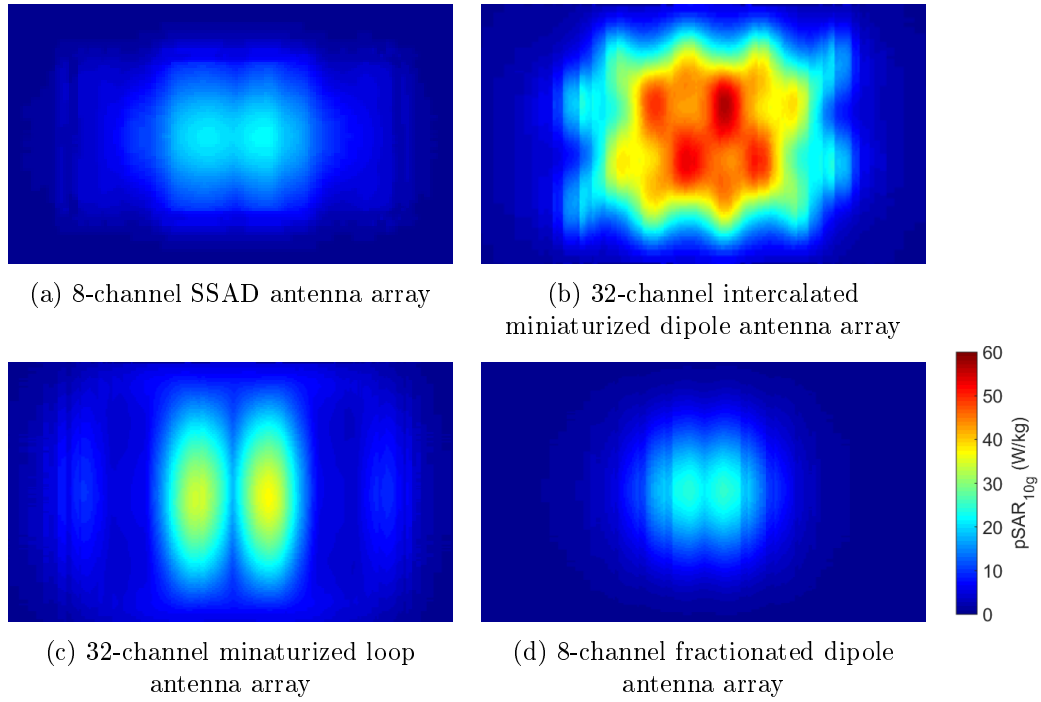 (a) 8-channel SSAD antenna array
(b) 32-channel intercalated
miniaturized dipole antenna array
60
50
40
30
20
10
0
pSAR10g (W/kg)
(c) 32-channel minaturized loop
antenna array
(d) 8-channel fractionated dipole
antenna array